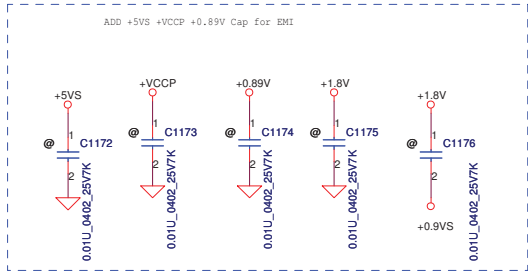 ADD +5VS +VCCP +0.89V Cap for EMI
+5VS
1
@
C1172
2
0.01U_0402_25V7K
+VCCP
1
@
C1173
2
0.01U_0402_25V7K
+0.89V
1
@
C1174
2
0.01U_0402_25V7K
+1.8V
1
@
C1175
2
0.01U_0402_25V7K
+1.8V
1
@
C1176
2
0.01U_0402_25V7K
+0.9VS